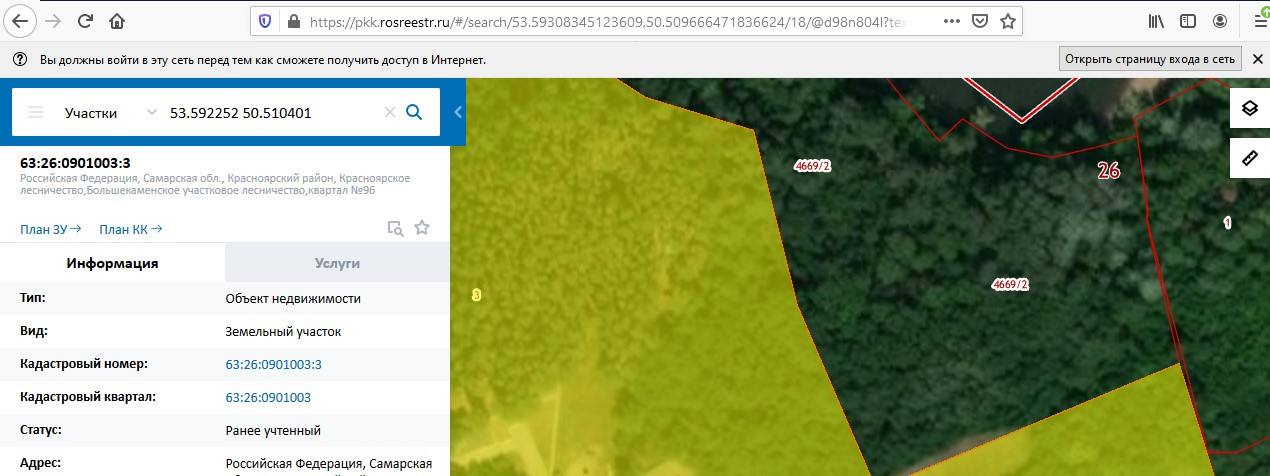 https://pkk.rosreestr.ru/#/search/53.59308345123609,50.509666471836624/18/@d98n804l?te
Вы должны войти в эту сеть перед тем как сможете получить доступ в Интернет.
Открыть страницу входа в сеть
Участки
53.592252 50.510401
63:26:0901003:3
Российская Федерация, Самарская обл., Красноярский район, Красноярское
лесничество,Большекаменское участковое лесничество,квартал №96
План ЗУ
План КК
Информация
Услуги
Тип:
Объект недвижимости
Вид:
Земельный участок
Кадастровый номер:
63:26:0901003:3
Кадастровый квартал:
63:26:0901003
Статус:
Ранее учтенный
Адрес:
Российская Федерация, Самарская
4669/2
26
1
3
4669/2